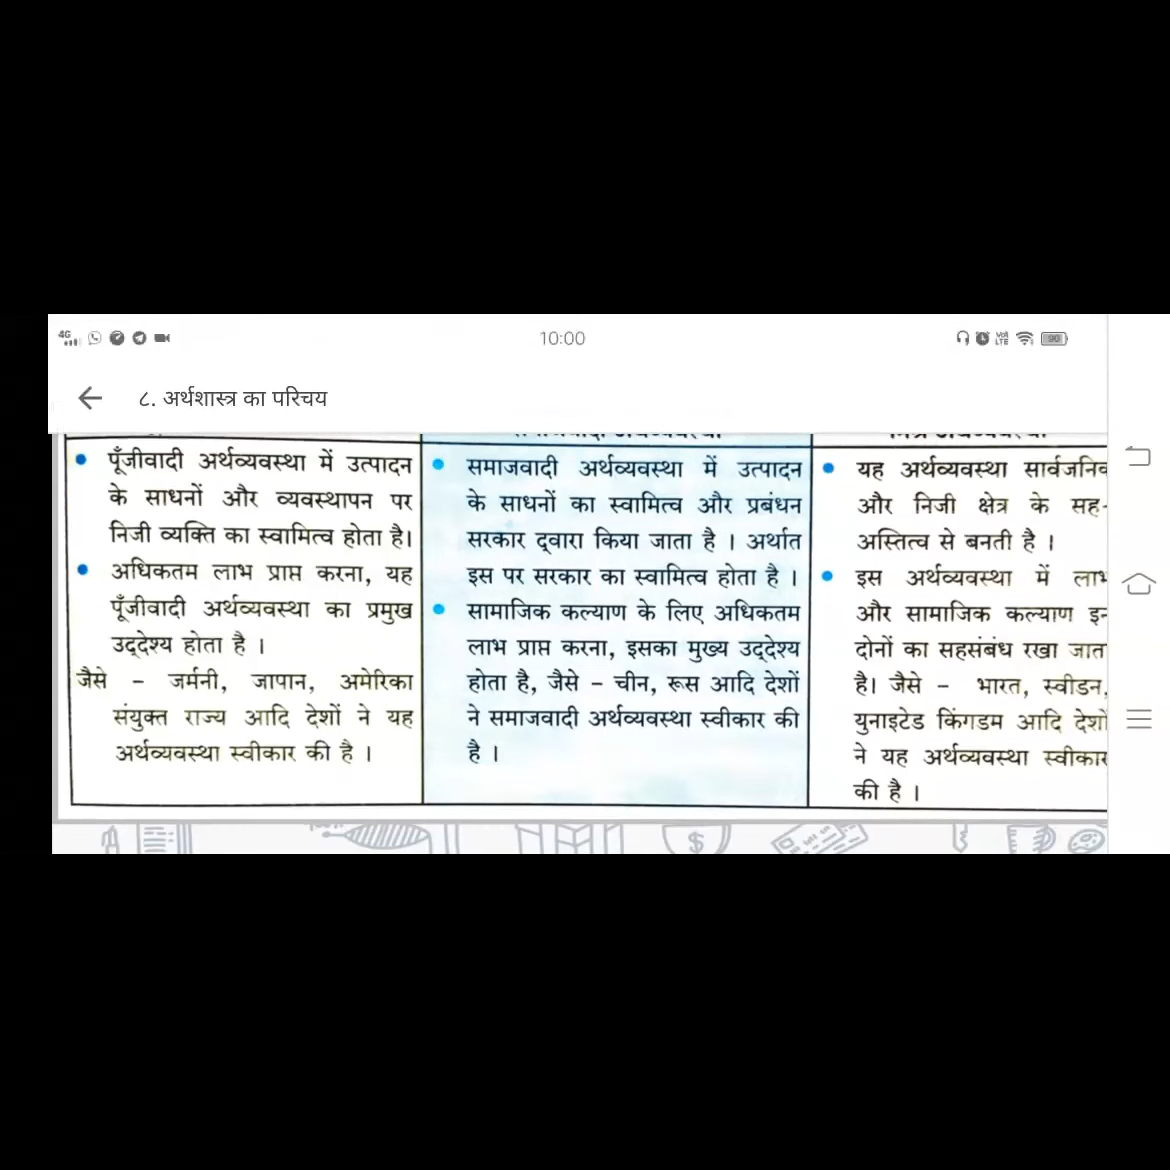 4G
10:00
VoLTE
90
८. अर्थशास्त्र का परिचय
पूँजीवादी अर्थव्यवस्था में उत्पादन
के साधनों और व्यवस्थापन पर
निजी व्यक्ति का स्वामित्व होता है।
अधिकतम लाभ प्राप्त करना, यह
पूँजीवादी अर्थव्यवस्था का प्रमुख
उद्देश्य होता है ।
जैसे - जर्मनी, जापान, अमेरिका
संयुक्त राज्य आदि देशों ने यह
अर्थव्यवस्था स्वीकार की है ।
समाजवादी अर्थव्यवस्था में उत्पादन
के साधनों का स्वामित्व और प्रबंधन
सरकार द्वारा किया जाता है । अर्थात
इस पर सरकार का स्वामित्व होता है ।
सामाजिक कल्याण के लिए अधिकतम
लाभ प्राप्त करना, इसका मुख्य उद्देश्य
होता है, जैसे - चीन, रूस आदि देशों
ने समाजवादी अर्थव्यवस्था स्वीकार की
है ।
यह अर्थव्यवस्था
और निजी क्षेत्र के सह-
अस्तित्व से बनती है ।
इस अर्थव्यवस्था में
और सामाजिक कल्याण
दोनों का सहसंबंध रखा
है। जैसे - भारत, स्वीडन,
युनाइटेड किंगडम आदि देशों
ने यह अर्थव्यवस्था स्वीकार
की है ।
$